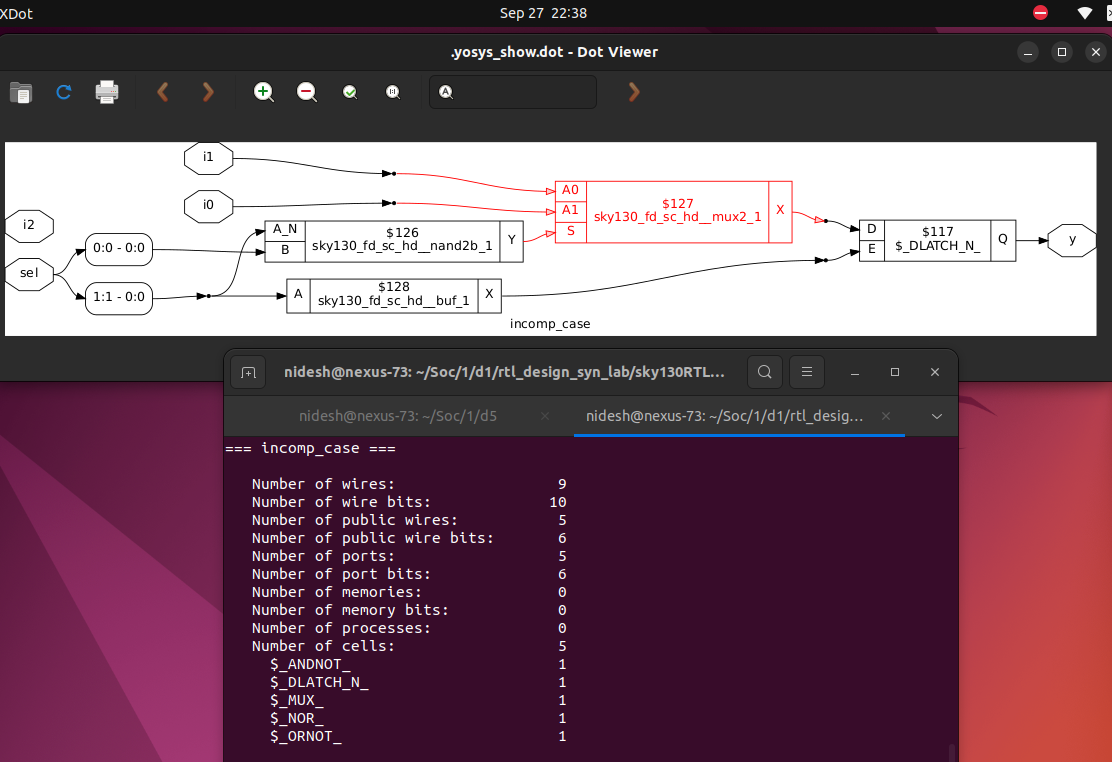 XDot
Sep 27 22:38
.yosys_show.dot - Dot Viewer
i1
i0
i2
sel
0:0 - 0:0
1:1 - 0:0
A_N
B
$126
sky130_fd_sc_hd__nand2b_1
Y
A
$128
sky130_fd_sc_hd__buf_1
X
A0
A1
S
$127
sky130_fd_sc_hd__mux2_1
X
D
E
$117
$_DLATCH_N_
Q
y
incomp_case
nidesh@nexus-73: ~/Soc/1/d1/rtl_design_syn_lab/sky130RTL...
nidesh@nexus-73: ~/Soc/1/d5
nidesh@nexus-73: ~/Soc/1/d1/rtl_desig...
=== incomp_case ===
Number of wires: 9
Number of wire bits: 10
Number of public wires: 5
Number of public wire bits: 6
Number of ports: 5
Number of port bits: 6
Number of memories: 0
Number of memory bits: 0
Number of processes: 0
Number of cells: 5
$_ANDNOT_ 1
$_DLATCH_N_ 1
$_MUX_ 1
$_NOR_ 1
$_ORNOT_ 1